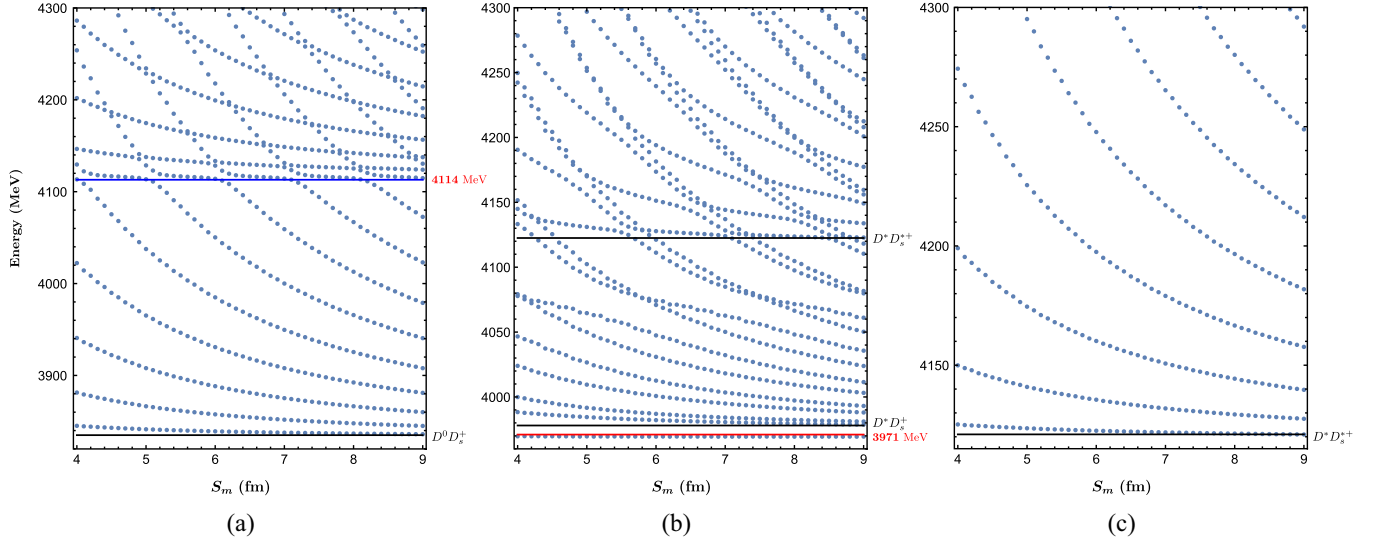 4300
4200
4100
4000
3900
Energy (MeV)
4 5 6 7 8 9
S_m (fm)
4114 MeV
D^0 D_s^+
(a)
4300
4250
4200
4150
4100
4050
4000
4 5 6 7 8 9
S_m (fm)
D^* D_s^{*+}
D^* D_s^+
3971 MeV
(b)
4300
4250
4200
4150
4 5 6 7 8 9
S_m (fm)
D^* D_s^{*+}
(c)